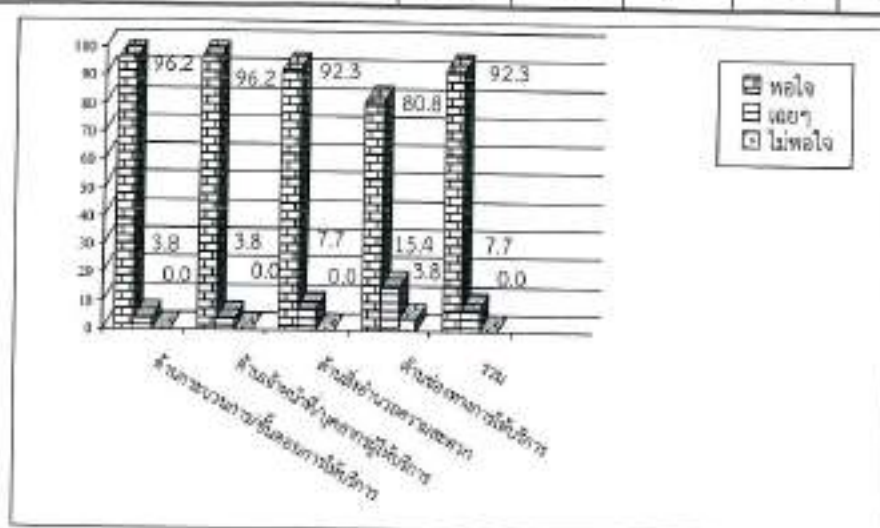 100
90
80
70
60
50
40
30
20
10
0
96.2 96.2 92.3 80.8 92.3
3.8 3.8 7.7 15.4 7.7
0.0 0.0 0.0 3.8 0.0
ด้านกระบวนการ/ขั้นตอนการให้บริการ
ด้านเจ้าหน้าที่/บุคลากรผู้ให้บริการ
ด้านสิ่งอำนวยความสะดวก
ด้านช่องทางการให้บริการ
รวม
พอใจ
เฉยๆ
ไม่พอใจ